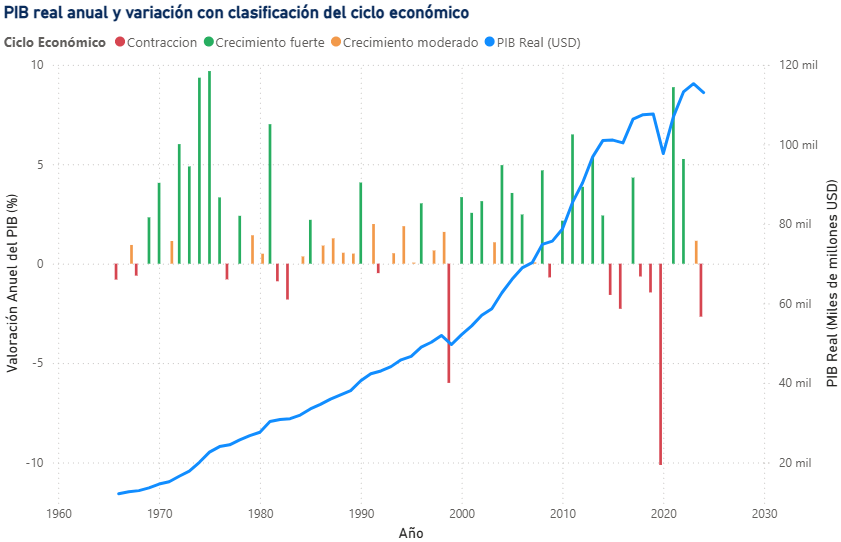 PIB real anual y variación con clasificación del ciclo económico
Ciclo Económico Contraccion Crecimiento fuerte Crecimiento moderado PIB Real (USD)
10
5
0
-5
-10
Valoración Anuel del PIB (%)
120 mil
100 mil
80 mil
60 mil
40 mil
20 mil
PIB Real (Miles de millones USD)
1960 1970 1980 1990 2000 2010 2020 2030
Año